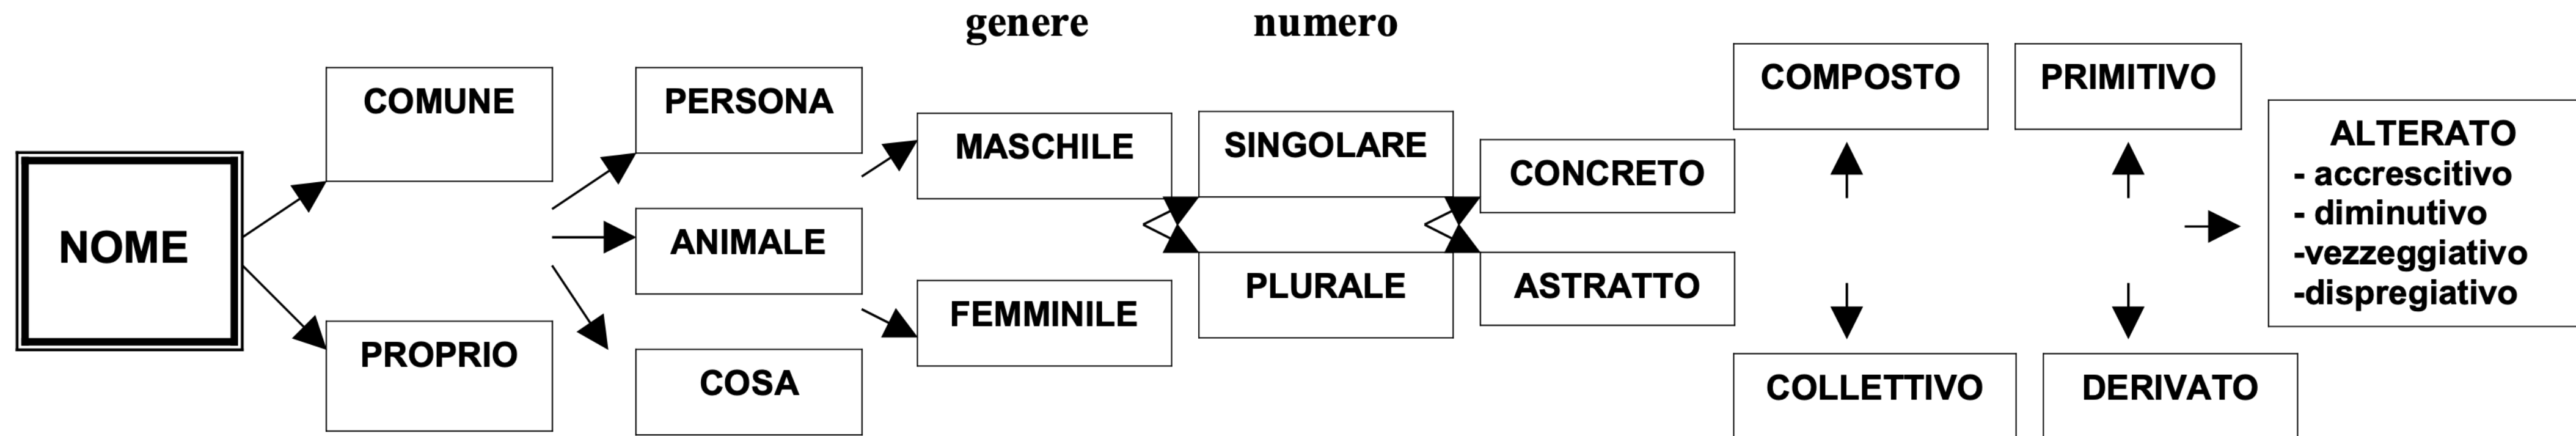 genere
numero
NOME
COMUNE
PROPRIO
PERSONA
ANIMALE
COSA
MASCHILE
FEMMINILE
SINGOLARE
PLURALE
CONCRETO
ASTRATTO
COMPOSTO
COLLETTIVO
PRIMITIVO
DERIVATO
ALTERATO
- accrescitivo
- diminutivo
-vezzeggiativo
-dispregiativo